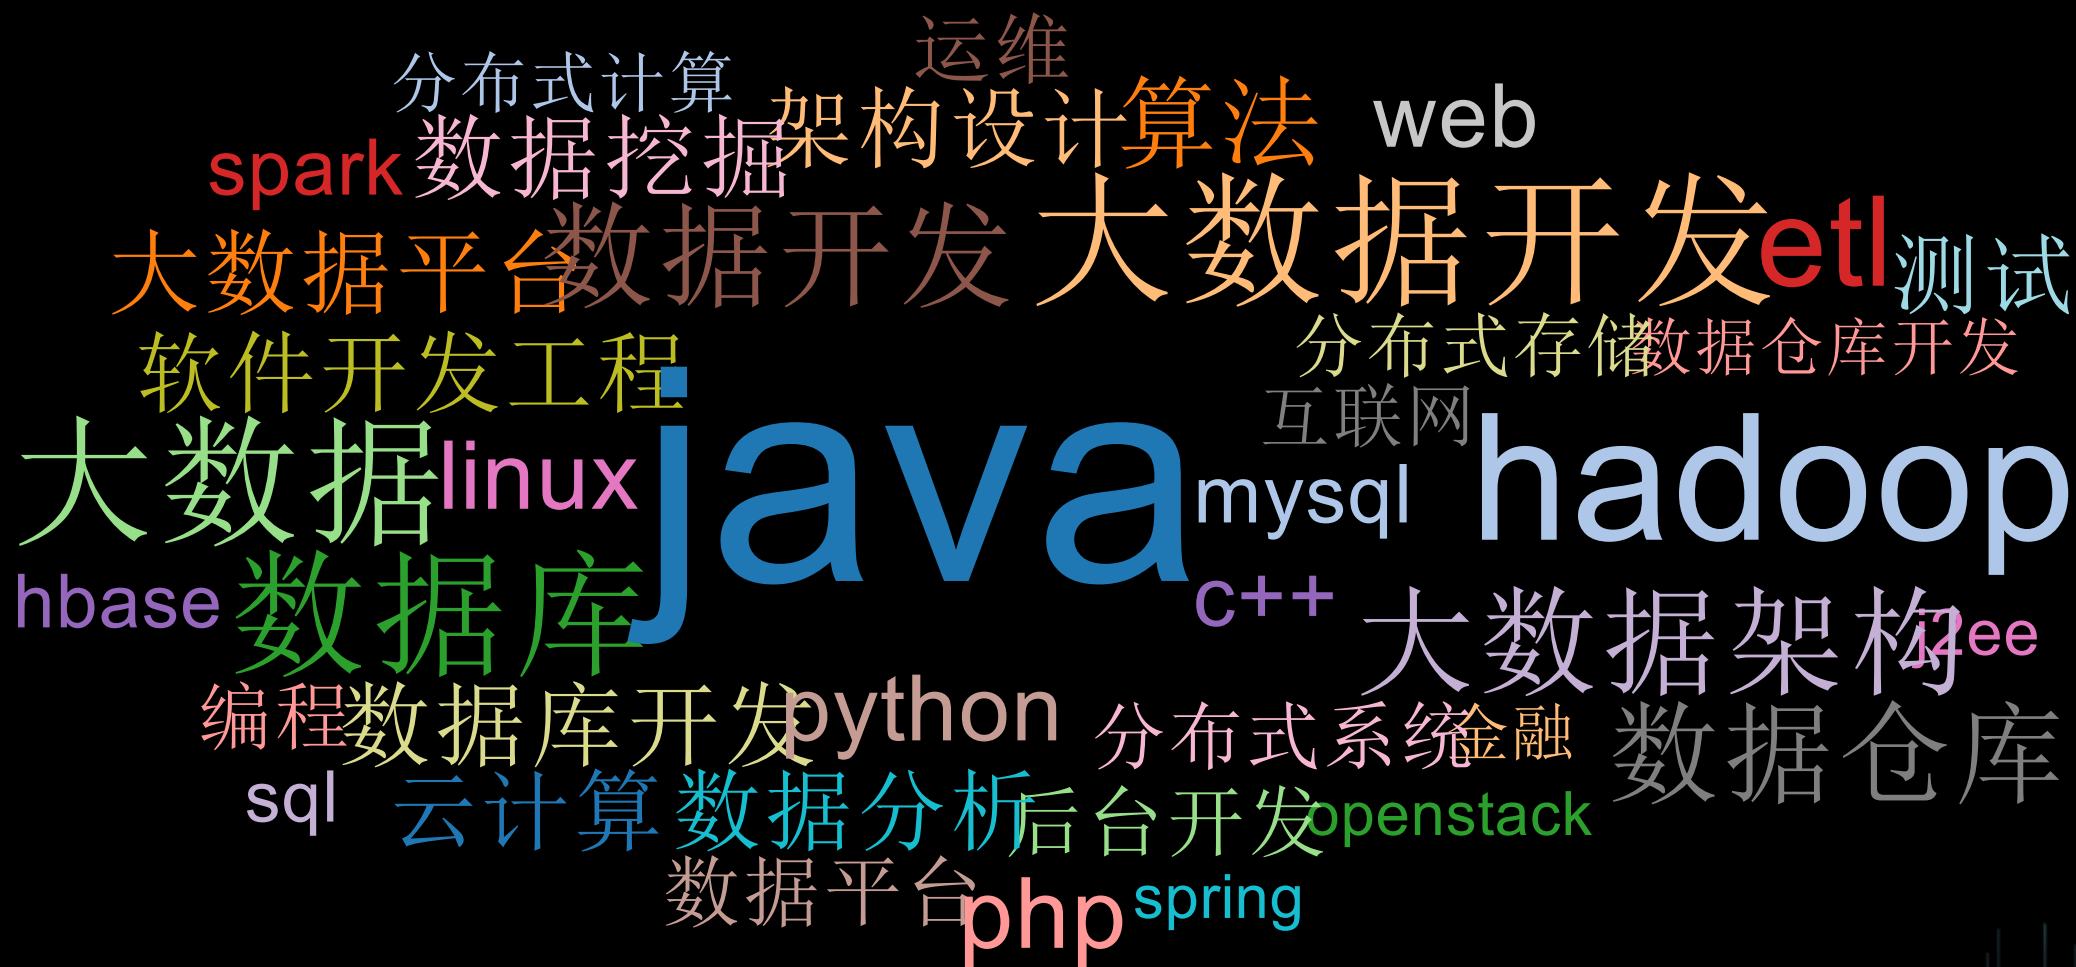 运维
分布式计算
架构设计
算法
web
spark
数据挖掘
大数据平台
数据开发
大数据开发
etl
测试
软件开发工程
分布式存储
数据仓库开发
互联网
大数据
linux
java
mysql
hadoop
hbase
数据库
c++
大数据架构
j2ee
编程
数据库开发
python
分布式系统
金融
数据仓库
sql
云计算
数据分析
后台开发
openstack
数据平台
php
spring